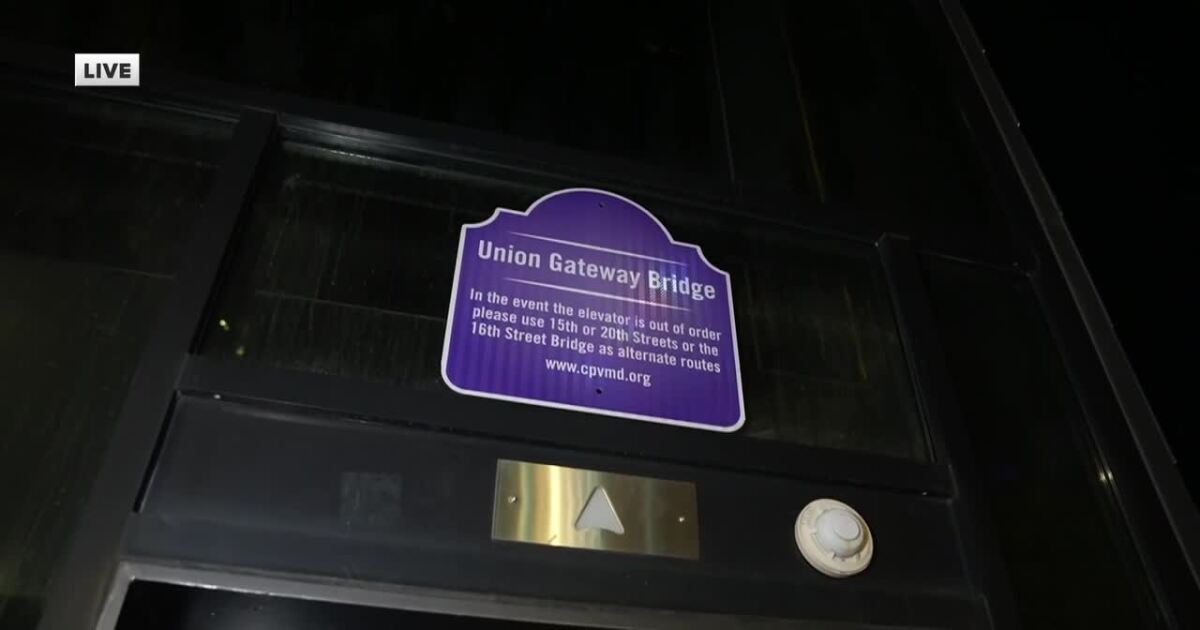 LIVE
Union Gateway Bridge
In the event the elevator is out of order
please use 15th or 20th Streets or the
16th Street Bridge as alternate routes
www.cpvmd.org